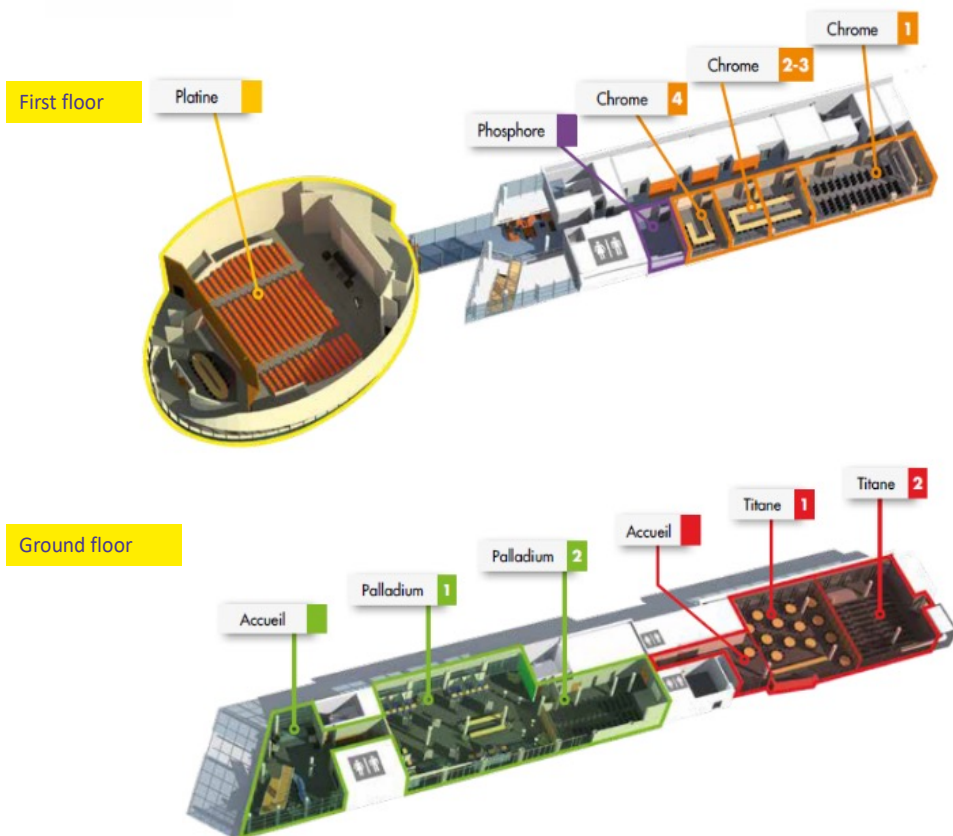 Chrome 1
Chrome 2-3
First floor
Platine
Chrome 4
Phosphore
Titane 2
Titane 1
Accueil
Ground floor
Palladium 2
Palladium 1
Accueil